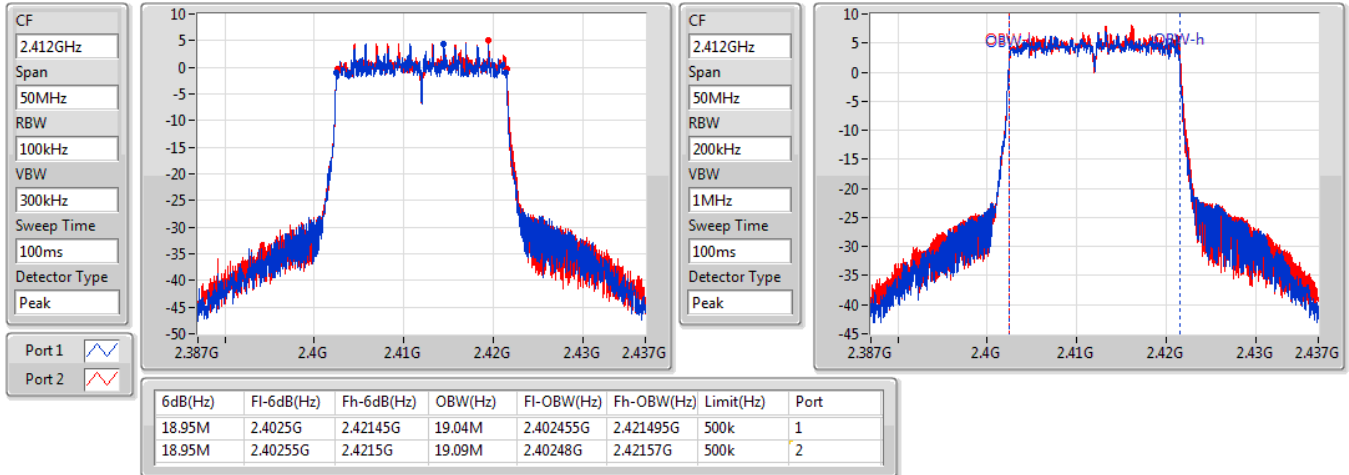 CF
2.412GHz
Span
50MHz
RBW
100kHz
VBW
300kHz
Sweep Time
100ms
Detector Type
Peak
Port 1
Port 2
10
5
0
-5
-10
-15
-20
-25
-30
-35
-40
-45
-50
2.387G 2.4G 2.41G 2.42G 2.43G 2.437G
CF
2.412GHz
Span
50MHz
RBW
200kHz
VBW
1MHz
Sweep Time
100ms
Detector Type
Peak
10
5
0
-5
-10
-15
-20
-25
-30
-35
-40
-45
OBW-h
2.387G 2.4G 2.41G 2.42G 2.43G 2.437G
6dB(Hz) Fl-6dB(Hz) Fh-6dB(Hz) OBW(Hz) Fl-OBW(Hz) Fh-OBW(Hz) Limit(Hz) Port
18.95M 2.4025G 2.42145G 19.04M 2.402455G 2.421495G 500k 1
18.95M 2.40255G 2.4215G 19.09M 2.40248G 2.42157G 500k 2